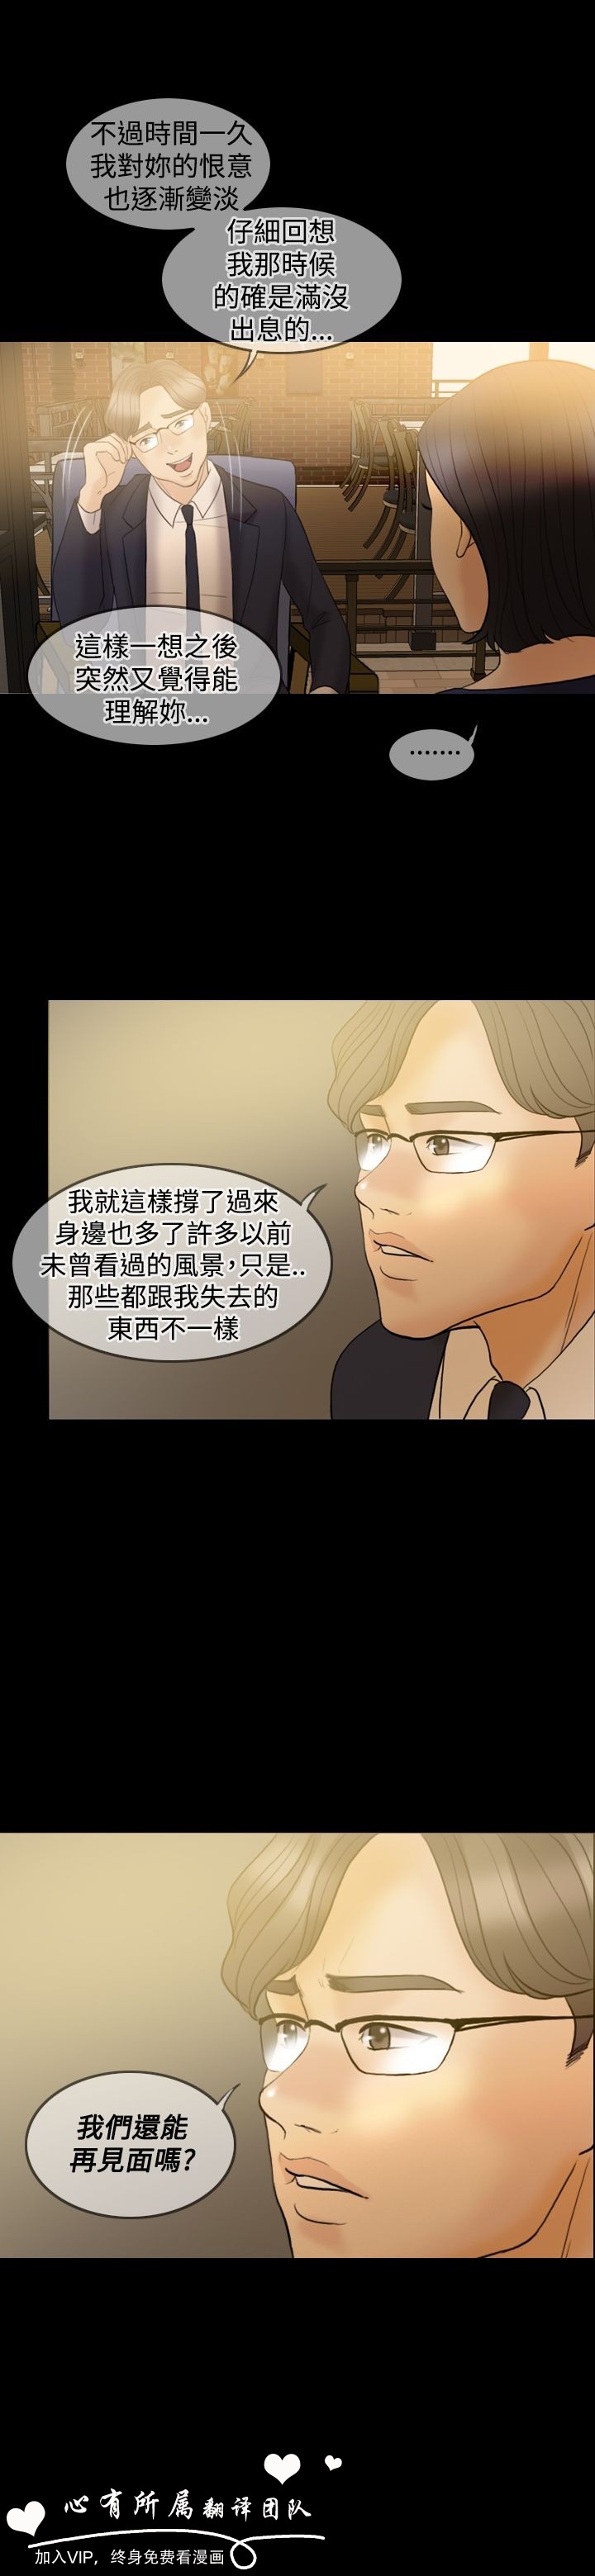 不過時間一久
我對妳的恨意
也逐漸變淡
仔細回想
我那時候
的確是滿沒
出息的...
這樣一想之後
突然又覺得能
理解妳...
.......
我就這樣撐了過來
身邊也多了許多以前
未曾看過的風景，只是..
那些都跟我失去的
東西不一樣
我們還能
再見面嗎?
心有所属翻译团队
加入VIP，终身免费看漫画